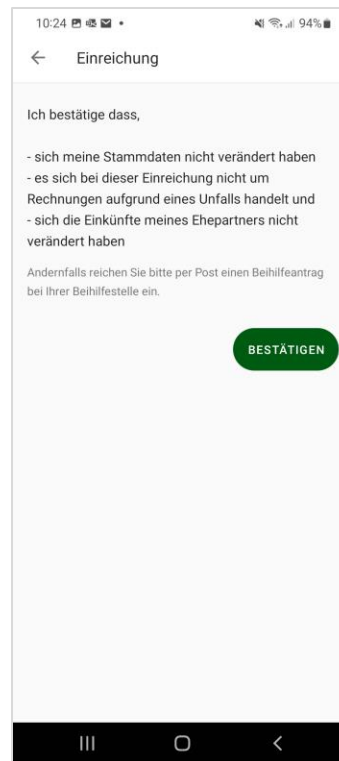 10:24
94%
Einreichung
Ich bestätige dass,
- sich meine Stammdaten nicht verändert haben
- es sich bei dieser Einreichung nicht um
Rechnungen aufgrund eines Unfalls handelt und
- sich die Einkünfte meines Ehepartners nicht
verändert haben
Andernfalls reichen Sie bitte per Post einen Beihilfeantrag
bei Ihrer Beihilfestelle ein.
BESTÄTIGEN